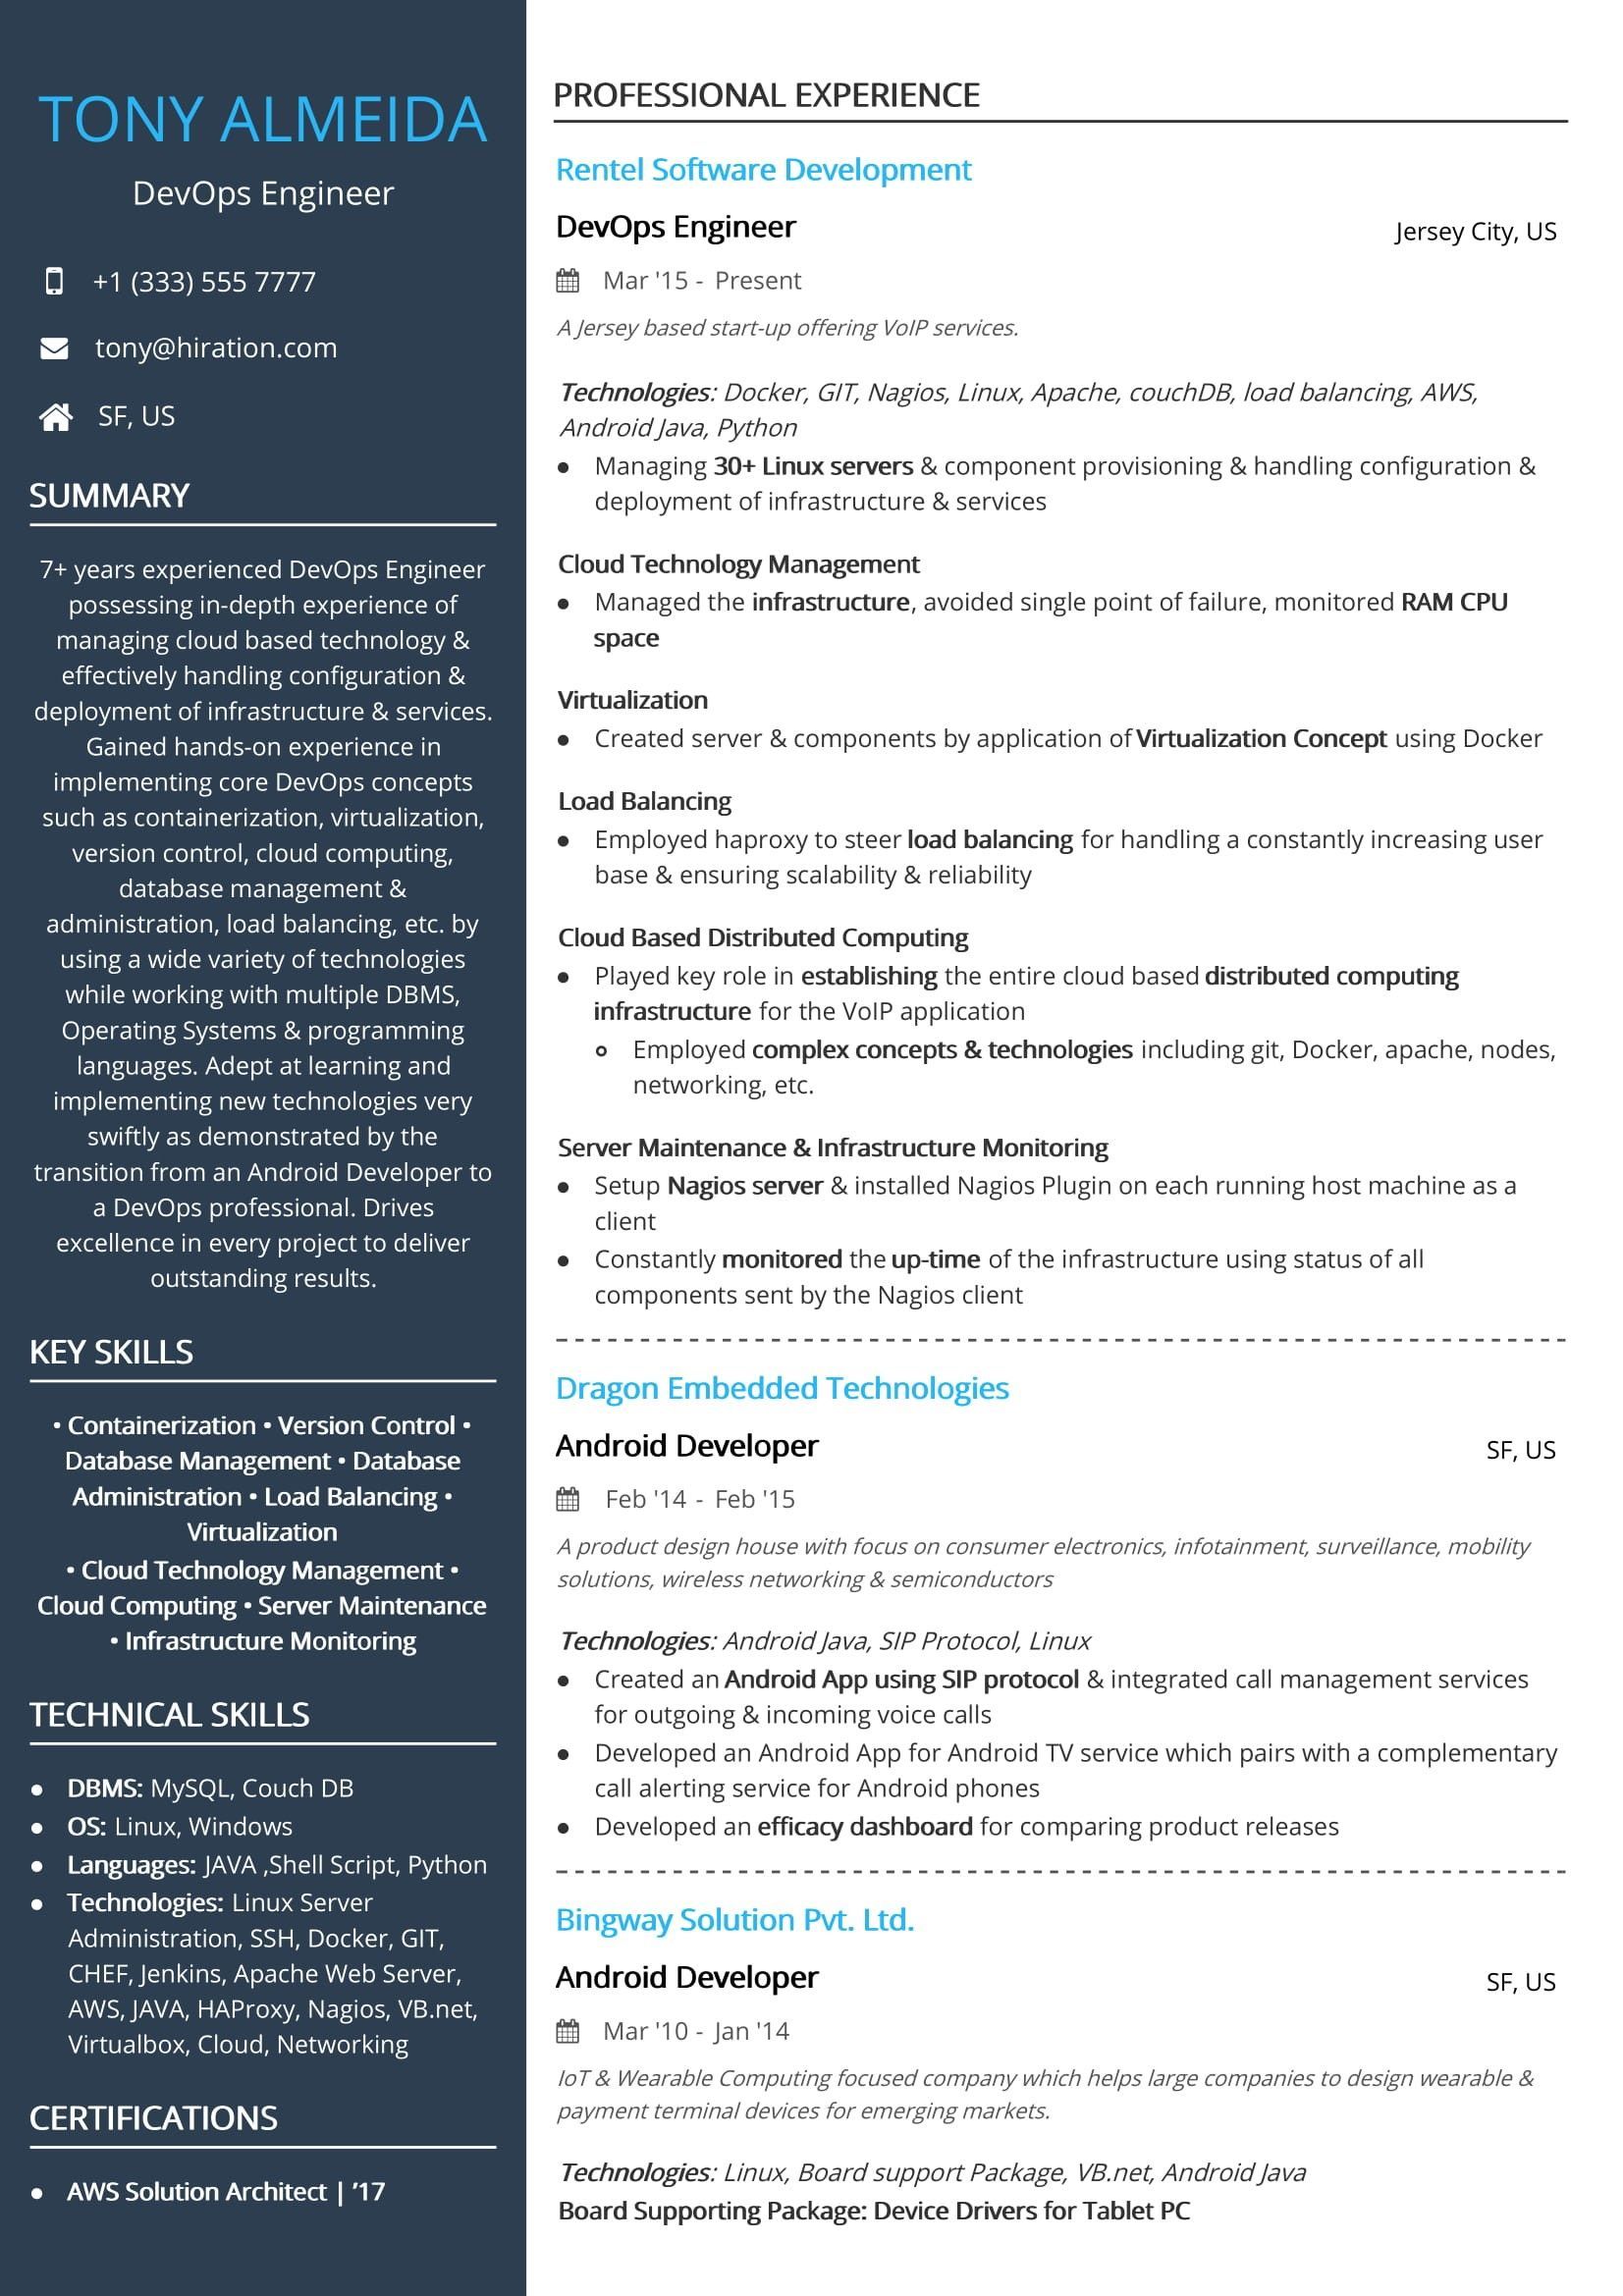 TONY ALMEIDA
DevOps Engineer
+1 (333) 555 7777
tony@hiration.com
SF, US
SUMMARY
7+ years experienced DevOps Engineer
possessing in-depth experience of
managing cloud based technology &
effectively handling configuration &
deployment of infrastructure & services.
Gained hands-on experience in
implementing core DevOps concepts
such as containerization, virtualization,
version control, cloud computing,
database management &
administration, load balancing, etc. by
using a wide variety of technologies
while working with multiple DBMS,
Operating Systems & programming
languages. Adept at learning and
implementing new technologies very
swiftly as demonstrated by the
transition from an Android Developer to
a DevOps professional. Drives
excellence in every project to deliver
outstanding results.
KEY SKILLS
• Containerization • Version Control •
Database Management • Database
Administration • Load Balancing •
Virtualization
• Cloud Technology Management •
Cloud Computing • Server Maintenance
• Infrastructure Monitoring
TECHNICAL SKILLS
• DBMS: MySQL, Couch DB
• OS: Linux, Windows
• Languages: JAVA ,Shell Script, Python
• Technologies: Linux Server
Administration, SSH, Docker, GIT,
CHEF, Jenkins, Apache Web Server,
AWS, JAVA, HAProxy, Nagios, VB.net,
Virtualbox, Cloud, Networking
CERTIFICATIONS
• AWS Solution Architect | '17
PROFESSIONAL EXPERIENCE
Rentel Software Development
DevOps Engineer Jersey City, US
Mar '15 - Present
A Jersey based start-up offering VoIP services.
Technologies: Docker, GIT, Nagios, Linux, Apache, couchDB, load balancing, AWS,
Android Java, Python
• Managing 30+ Linux servers & component provisioning & handling configuration &
deployment of infrastructure & services
Cloud Technology Management
• Managed the infrastructure, avoided single point of failure, monitored RAM CPU
space
Virtualization
• Created server & components by application of Virtualization Concept using Docker
Load Balancing
• Employed haproxy to steer load balancing for handling a constantly increasing user
base & ensuring scalability & reliability
Cloud Based Distributed Computing
• Played key role in establishing the entire cloud based distributed computing
infrastructure for the VoIP application
∘ Employed complex concepts & technologies including git, Docker, apache, nodes,
networking, etc.
Server Maintenance & Infrastructure Monitoring
• Setup Nagios server & installed Nagios Plugin on each running host machine as a
client
• Constantly monitored the up-time of the infrastructure using status of all
components sent by the Nagios client
Dragon Embedded Technologies
Android Developer SF, US
Feb '14 - Feb '15
A product design house with focus on consumer electronics, infotainment, surveillance, mobility
solutions, wireless networking & semiconductors
Technologies: Android Java, SIP Protocol, Linux
• Created an Android App using SIP protocol & integrated call management services
for outgoing & incoming voice calls
• Developed an Android App for Android TV service which pairs with a complementary
call alerting service for Android phones
• Developed an efficacy dashboard for comparing product releases
Bingway Solution Pvt. Ltd.
Android Developer SF, US
Mar '10 - Jan '14
IoT & Wearable Computing focused company which helps large companies to design wearable &
payment terminal devices for emerging markets.
Technologies: Linux, Board support Package, VB.net, Android Java
Board Supporting Package: Device Drivers for Tablet PC